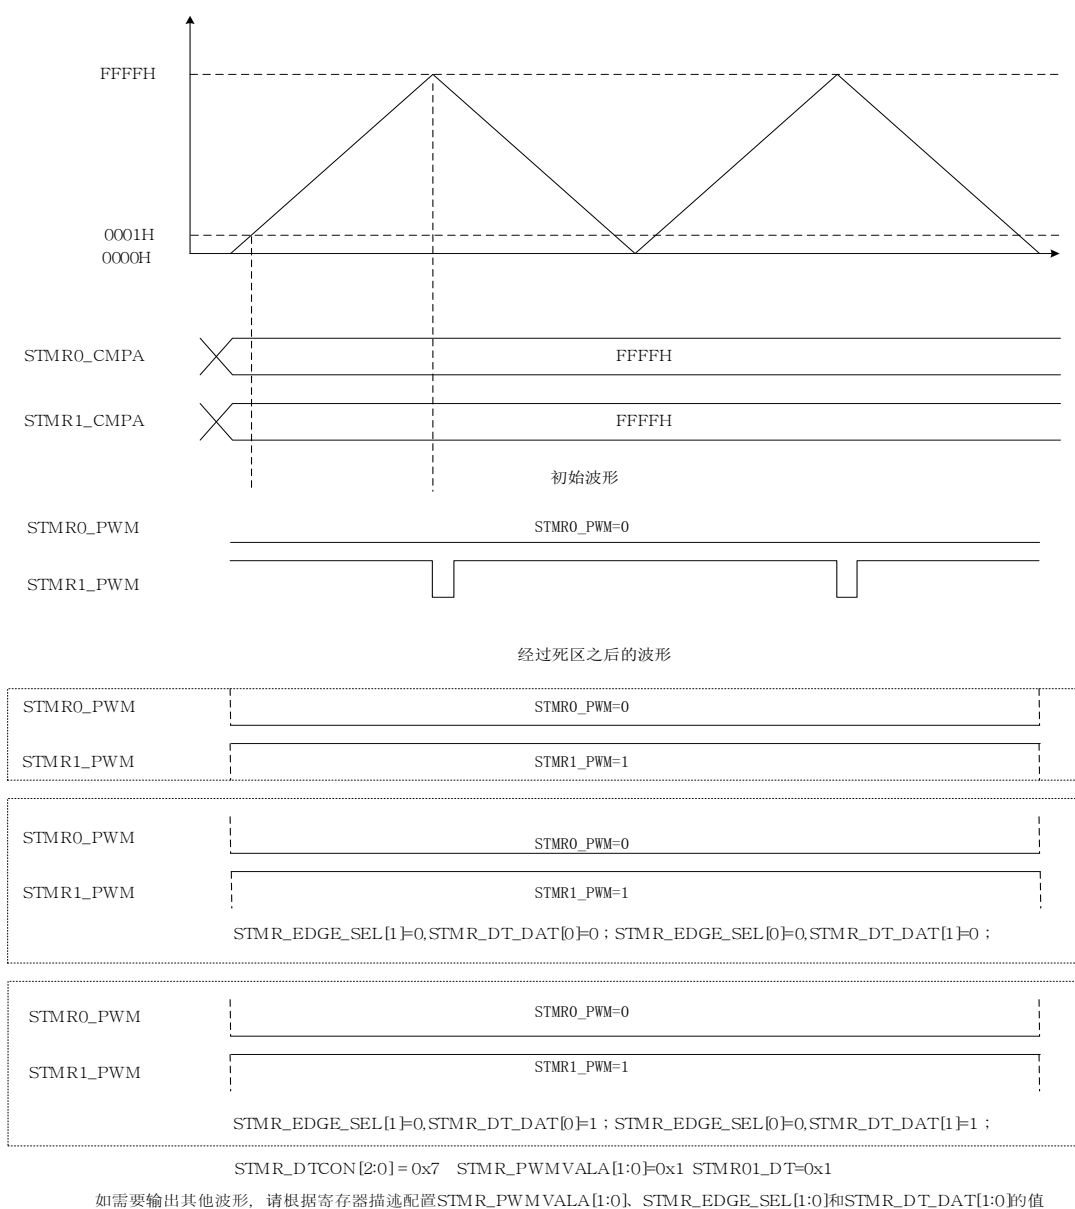 FFFFH
0001H
0000H
STMR0_CMPA FFFFH
STMR1_CMPA FFFFH
初始波形
STMR0_PWM STMR0_PWM=0
STMR1_PWM
经过死区之后的波形
STMR0_PWM STMR0_PWM=0
STMR1_PWM STMR1_PWM=1
STMR0_PWM STMR0_PWM=0
STMR1_PWM STMR1_PWM=1
STMR_EDGE_SEL[1]=0,STMR_DT_DAT[0]=0；STMR_EDGE_SEL[0]=0,STMR_DT_DAT[1]=0；
STMR0_PWM STMR0_PWM=0
STMR1_PWM STMR1_PWM=1
STMR_EDGE_SEL[1]=0,STMR_DT_DAT[0]=1；STMR_EDGE_SEL[0]=0,STMR_DT_DAT[1]=1；
STMR_DTCON[2:0] = 0x7 STMR_PWMVALA[1:0]=0x1 STMR01_DT=0x1
如需要输出其他波形，请根据寄存器描述配置STMR_PWMVALA[1:0]、STMR_EDGE_SEL[1:0]和STMR_DT_DAT[1:0]的值